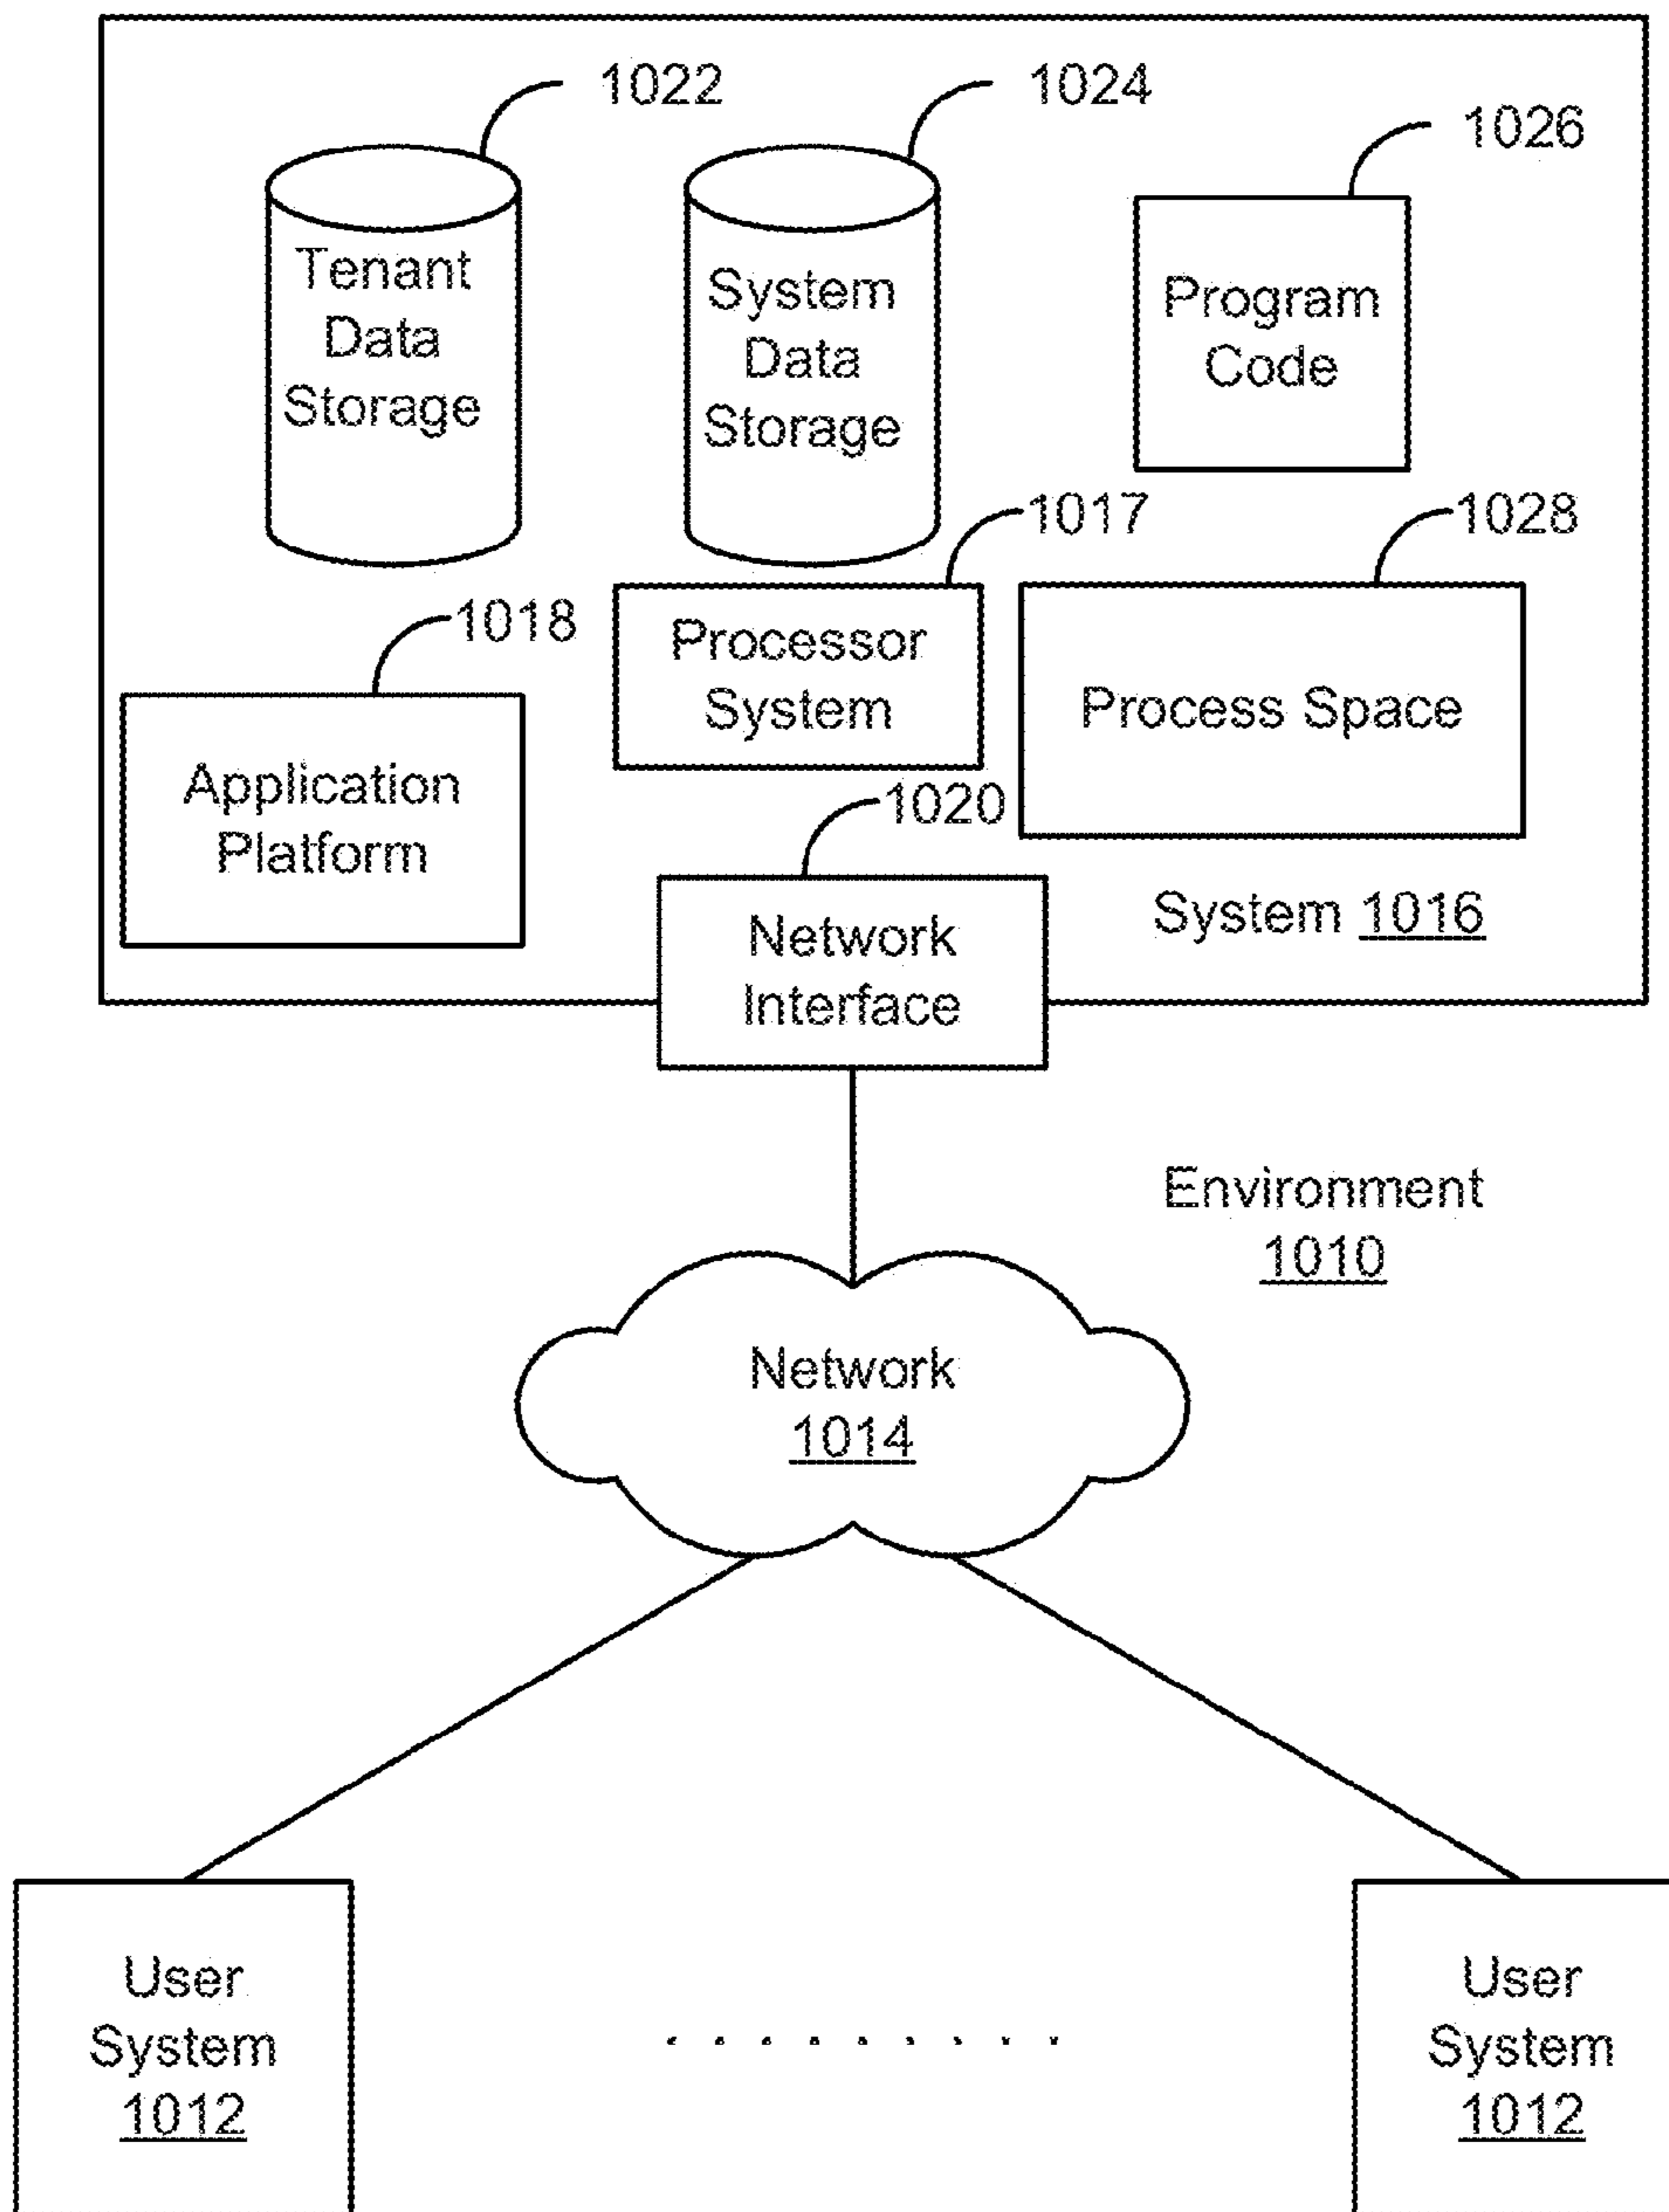 1022
1024
1026
Tenant
Data
Storage
System
Data
Storage
Program
Code
1017
1028
1018
Processor
System
Process Space
Application
Platform
1020
Network
Interface
System 1016
Environment
1010
Network
1014
User
System
1012
User
System
1012